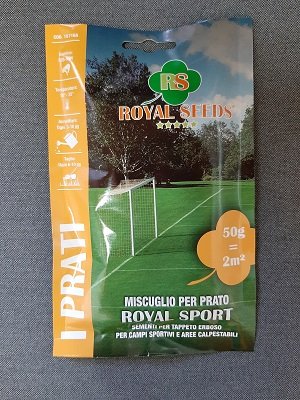 RS
ROYAL SEEDS
I PRATI
50g
=
2m²
MISCUGLIO PER PRATO
ROYAL SPORT
SEMENTI PER TAPPETO ERBOSO
PER CAMPI SPORTIVI E AREE CALPESTABILI